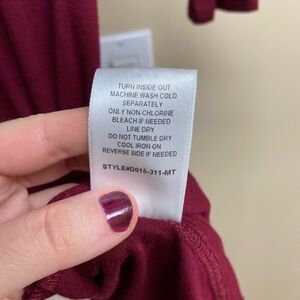 TURN INSIDE OUT
MACHINE WASH COLD
SEPARATELY
ONLY NON-CHLORINE
BLEACH IF NEEDED
LINE DRY
DO NOT TUMBLE DRY
COOL IRON ON
REVERSE SIDE IF NEEDED
STYLE#D015-311-MT